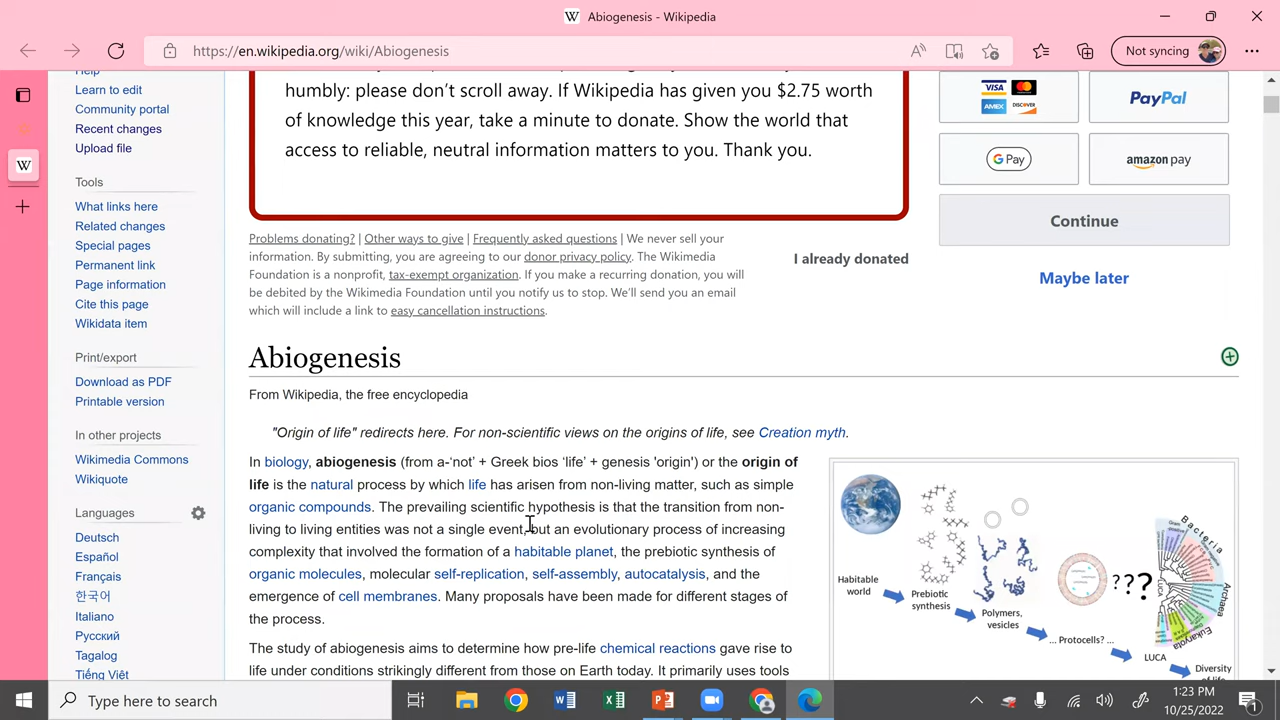 Abiogenesis - Wikipedia
https://en.wikipedia.org/wiki/Abiogenesis
Not syncing
Help
Learn to edit
Community portal
Recent changes
Upload file
Tools
What links here
Related changes
Special pages
Permanent link
Page information
Cite this page
Wikidata item
Print/export
Download as PDF
Printable version
In other projects
Wikimedia Commons
Wikiquote
Languages
Deutsch
Español
Français
한국어
Italiano
Русский
Tagalog
Tiếng Việt
humbly: please don't scroll away. If Wikipedia has given you $2.75 worth
of knowledge this year, take a minute to donate. Show the world that
access to reliable, neutral information matters to you. Thank you.
VISA
AMEX DISCOVER
PayPal
G Pay
amazon pay
Continue
I already donated
Maybe later
Problems donating? | Other ways to give | Frequently asked questions | We never sell your
information. By submitting, you are agreeing to our donor privacy policy. The Wikimedia
Foundation is a nonprofit, tax-exempt organization. If you make a recurring donation, you will
be debited by the Wikimedia Foundation until you notify us to stop. We'll send you an email
which will include a link to easy cancellation instructions.
Abiogenesis
From Wikipedia, the free encyclopedia
"Origin of life" redirects here. For non-scientific views on the origins of life, see Creation myth.
In biology, abiogenesis (from a-'not' + Greek bios 'life' + genesis 'origin') or the origin of
life is the natural process by which life has arisen from non-living matter, such as simple
organic compounds. The prevailing scientific hypothesis is that the transition from non-
living to living entities was not a single event, but an evolutionary process of increasing
complexity that involved the formation of a habitable planet, the prebiotic synthesis of
organic molecules, molecular self-replication, self-assembly, autocatalysis, and the
emergence of cell membranes. Many proposals have been made for different stages of
the process.
The study of abiogenesis aims to determine how pre-life chemical reactions gave rise to
life under conditions strikingly different from those on Earth today. It primarily uses tools
Habitable
world
Prebiotic
synthesis
Polymers,
vesicles
... Protocells? ...
???
LUCA
Bacteria
Archaea
Eukaryota
Diversity
Type here to search
1:23 PM
10/25/2022
1